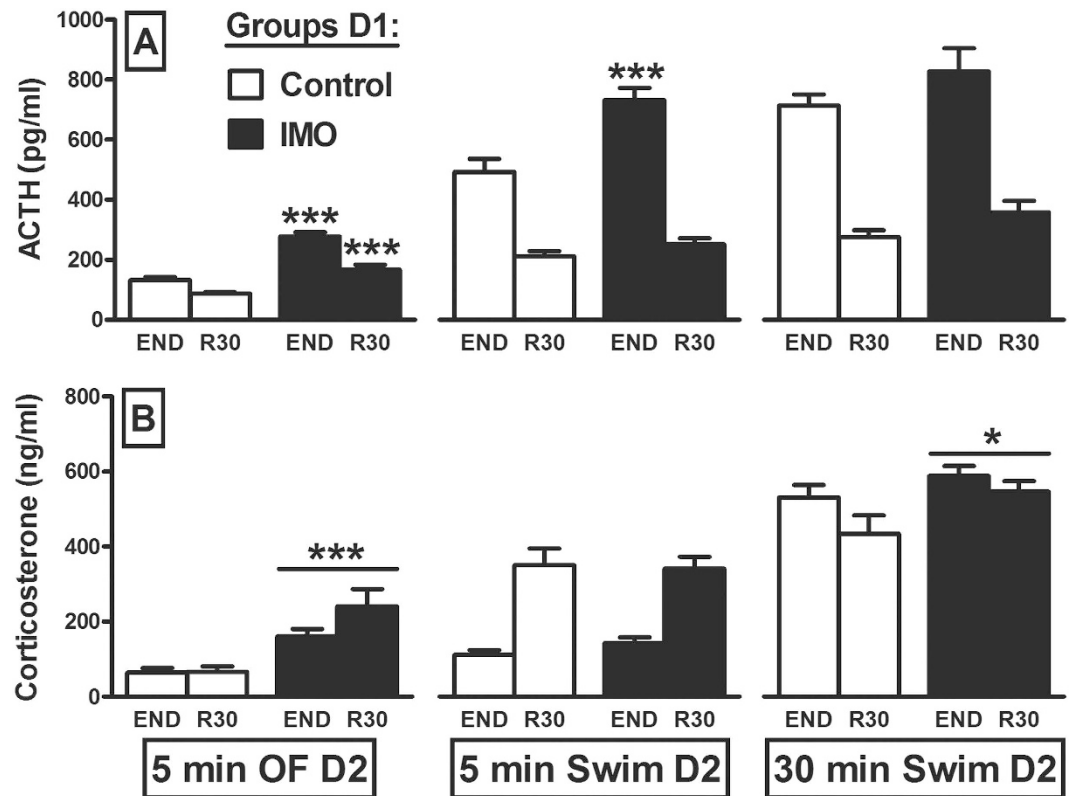 A
Groups D1:
Control
IMO
ACTH (pg/ml)
1000
800
600
400
200
0
***
***
***
END R30 END R30 END R30 END R30 END R30 END R30
B
Corticosterone (ng/ml)
800
600
400
200
0
***
*
END R30 END R30 END R30 END R30 END R30 END R30
5 min OF D2 5 min Swim D2 30 min Swim D2